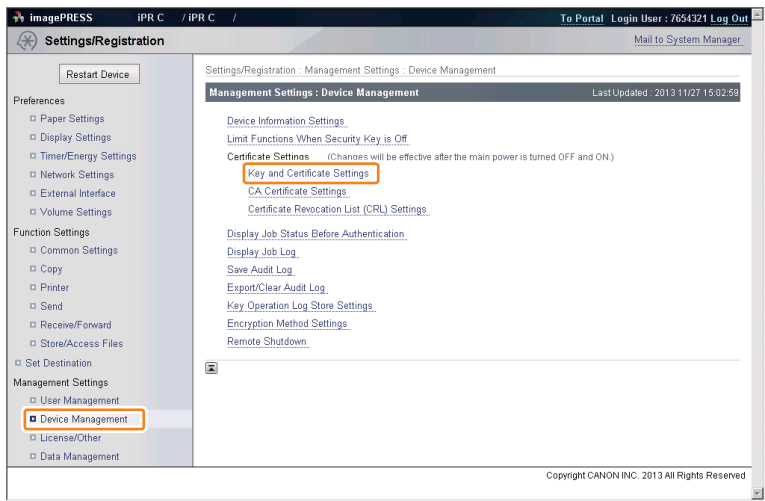 imagePRESS iPR C / iPR C /
To Portal Login User : 7654321 Log Out
Settings/Registration
Mail to System Manager
Restart Device
Preferences
Paper Settings
Display Settings
Timer/Energy Settings
Network Settings
External Interface
Volume Settings
Function Settings
Common Settings
Copy
Printer
Send
Receive/Forward
Store/Access Files
Set Destination
Management Settings
User Management
Device Management
License/Other
Data Management
Settings/Registration : Management Settings : Device Management
Management Settings : Device Management
Last Updated : 2013 11/27 15:02:59
Device Information Settings
Limit Functions When Security Key is Off
Certificate Settings (Changes will be effective after the main power is turned OFF and ON.)
Key and Certificate Settings
CA Certificate Settings
Certificate Revocation List (CRL) Settings
Display Job Status Before Authentication
Display Job Log
Save Audit Log
Export/Clear Audit Log
Key Operation Log Store Settings
Encryption Method Settings
Remote Shutdown
Copyright CANON INC. 2013 All Rights Reserved